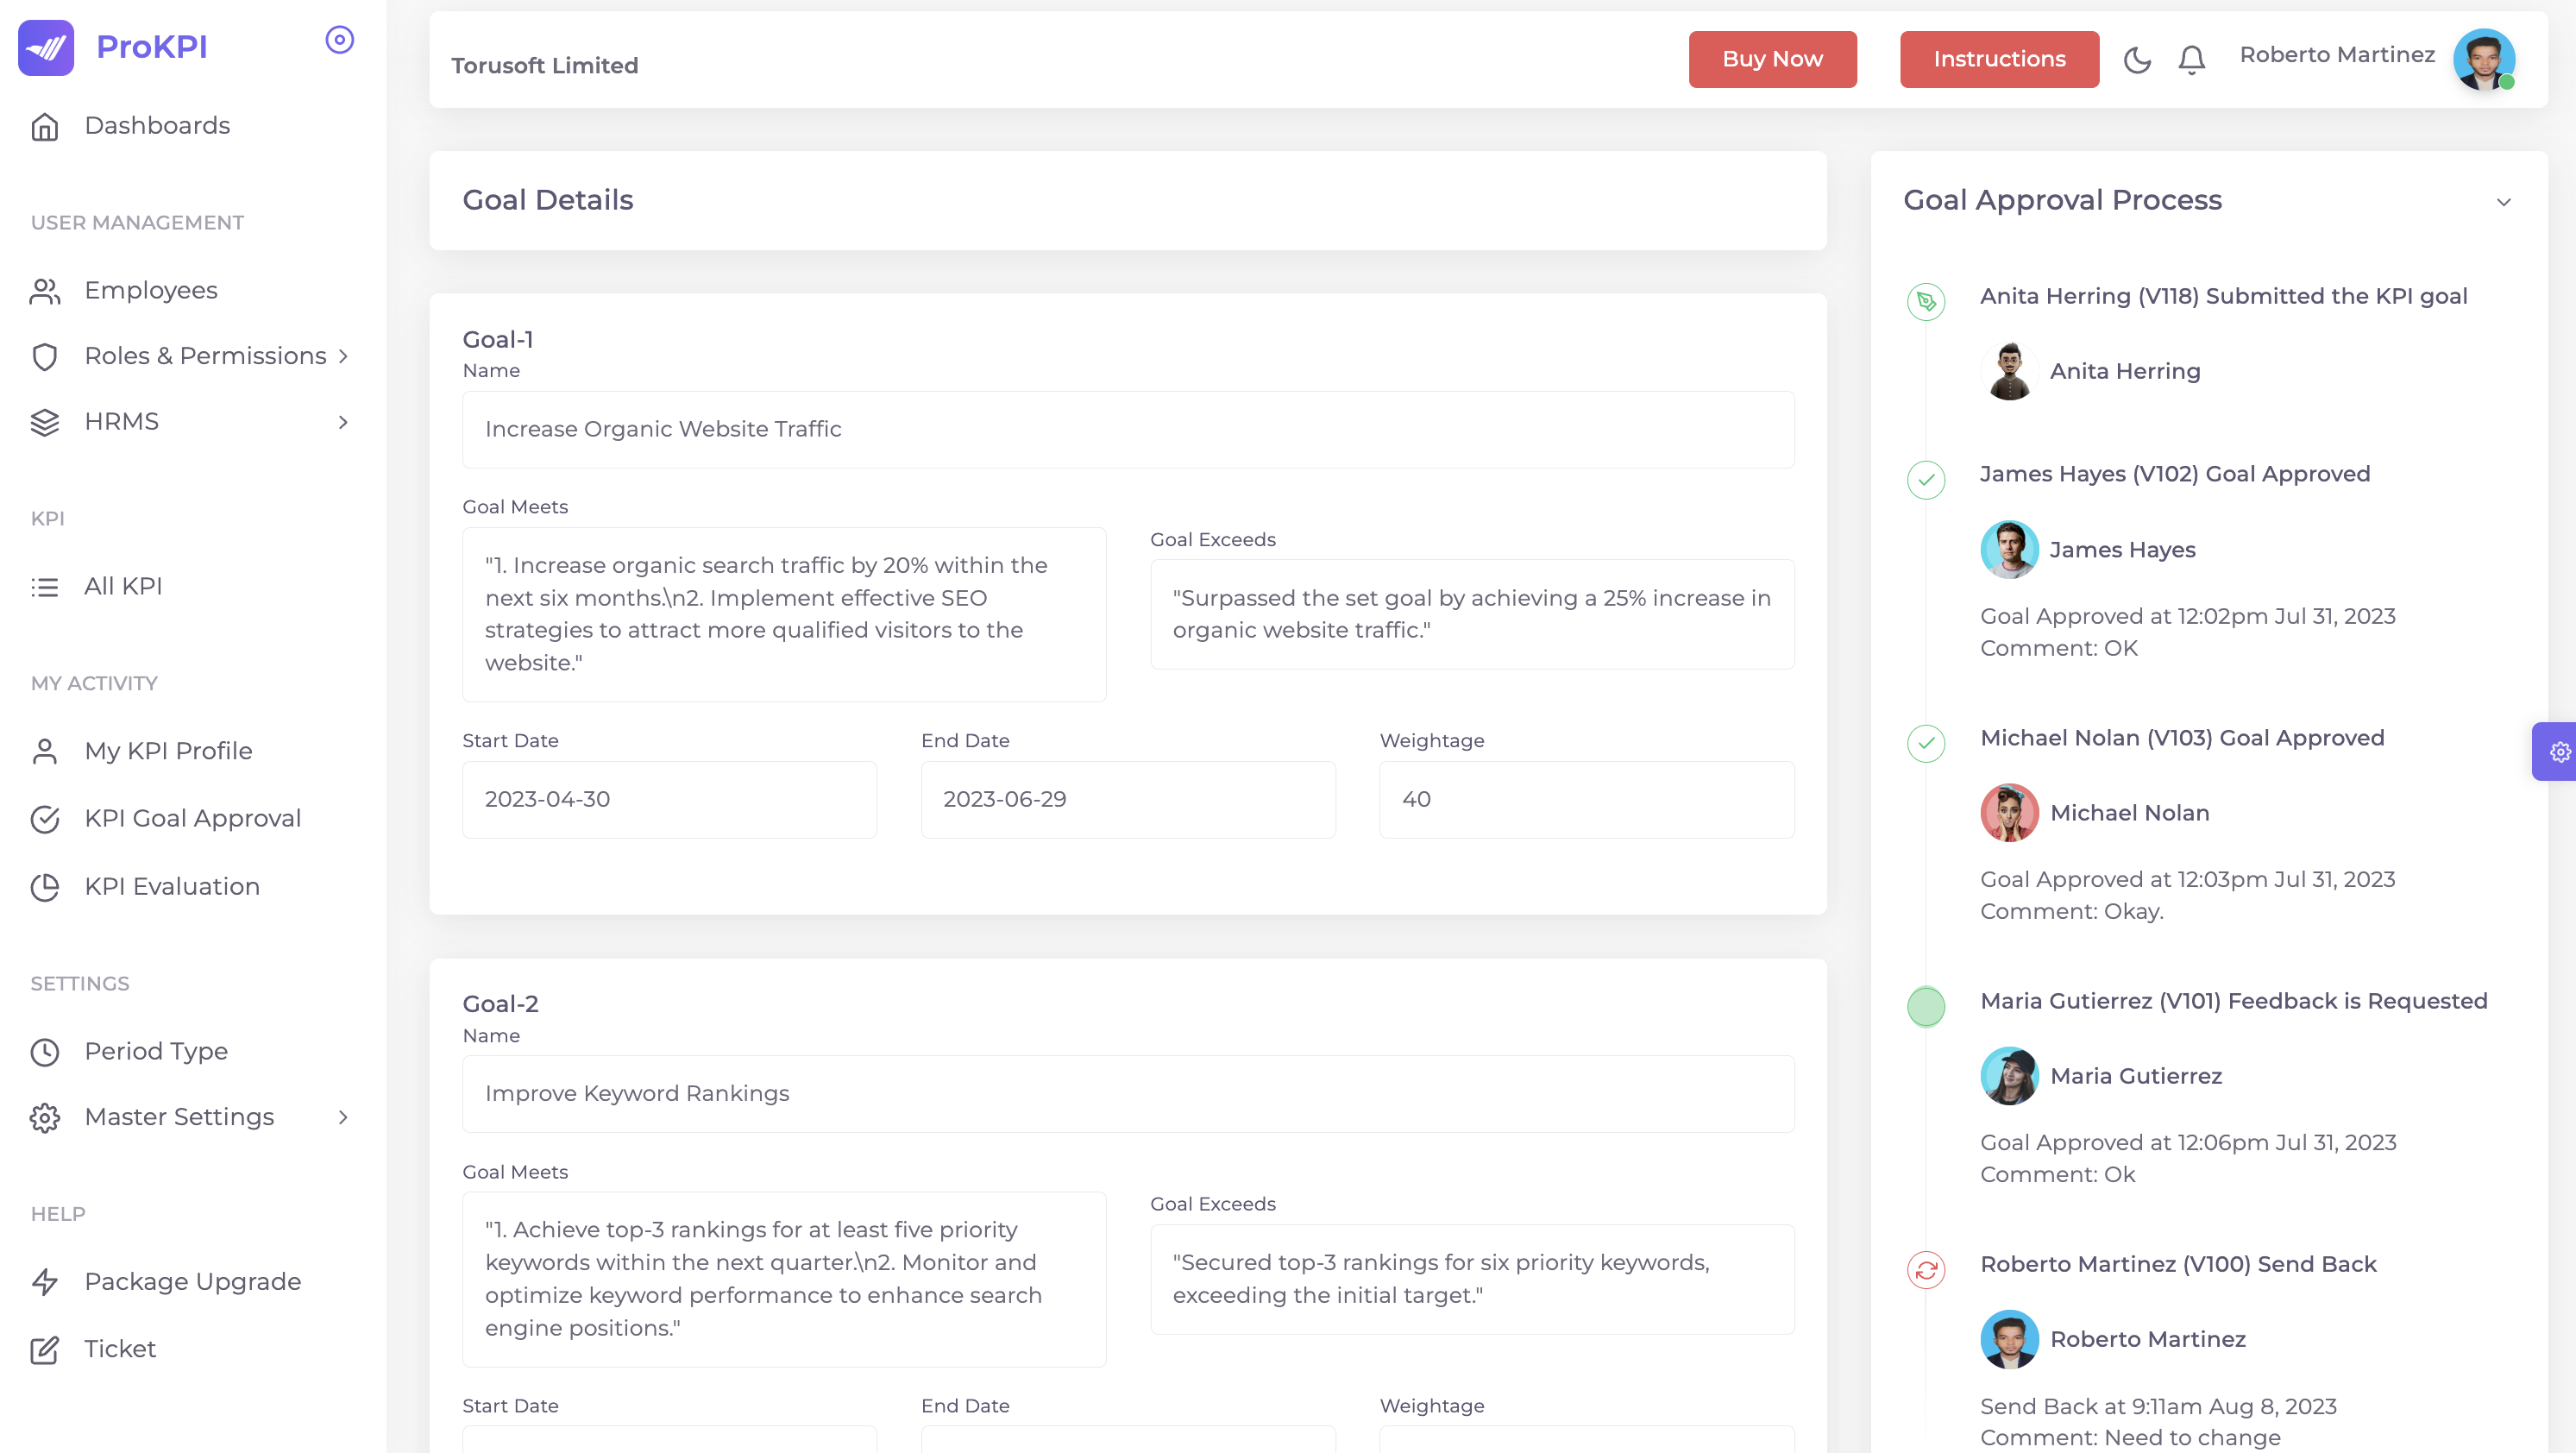 ProKPI
Dashboards
USER MANAGEMENT
Employees
Roles & Permissions
HRMS
KPI
All KPI
MY ACTIVITY
My KPI Profile
KPI Goal Approval
KPI Evaluation
SETTINGS
Period Type
Master Settings
HELP
Package Upgrade
Ticket
Torusoft Limited
Buy Now
Instructions
Roberto Martinez
Goal Details
Goal-1
Name
Increase Organic Website Traffic
Goal Meets
"1. Increase organic search traffic by 20% within the
next six months.\n2. Implement effective SEO
strategies to attract more qualified visitors to the
website."
Goal Exceeds
"Surpassed the set goal by achieving a 25% increase in
organic website traffic."
Start Date
End Date
Weightage
2023-04-30
2023-06-29
40
Goal-2
Name
Improve Keyword Rankings
Goal Meets
"1. Achieve top-3 rankings for at least five priority
keywords within the next quarter.\n2. Monitor and
optimize keyword performance to enhance search
engine positions."
Goal Exceeds
"Secured top-3 rankings for six priority keywords,
exceeding the initial target."
Start Date
End Date
Weightage
Goal Approval Process
Anita Herring (V118) Submitted the KPI goal
Anita Herring
James Hayes (V102) Goal Approved
James Hayes
Goal Approved at 12:02pm Jul 31, 2023
Comment: OK
Michael Nolan (V103) Goal Approved
Michael Nolan
Goal Approved at 12:03pm Jul 31, 2023
Comment: Okay.
Maria Gutierrez (V101) Feedback is Requested
Maria Gutierrez
Goal Approved at 12:06pm Jul 31, 2023
Comment: Ok
Roberto Martinez (V100) Send Back
Roberto Martinez
Send Back at 9:11am Aug 8, 2023
Comment: Need to change